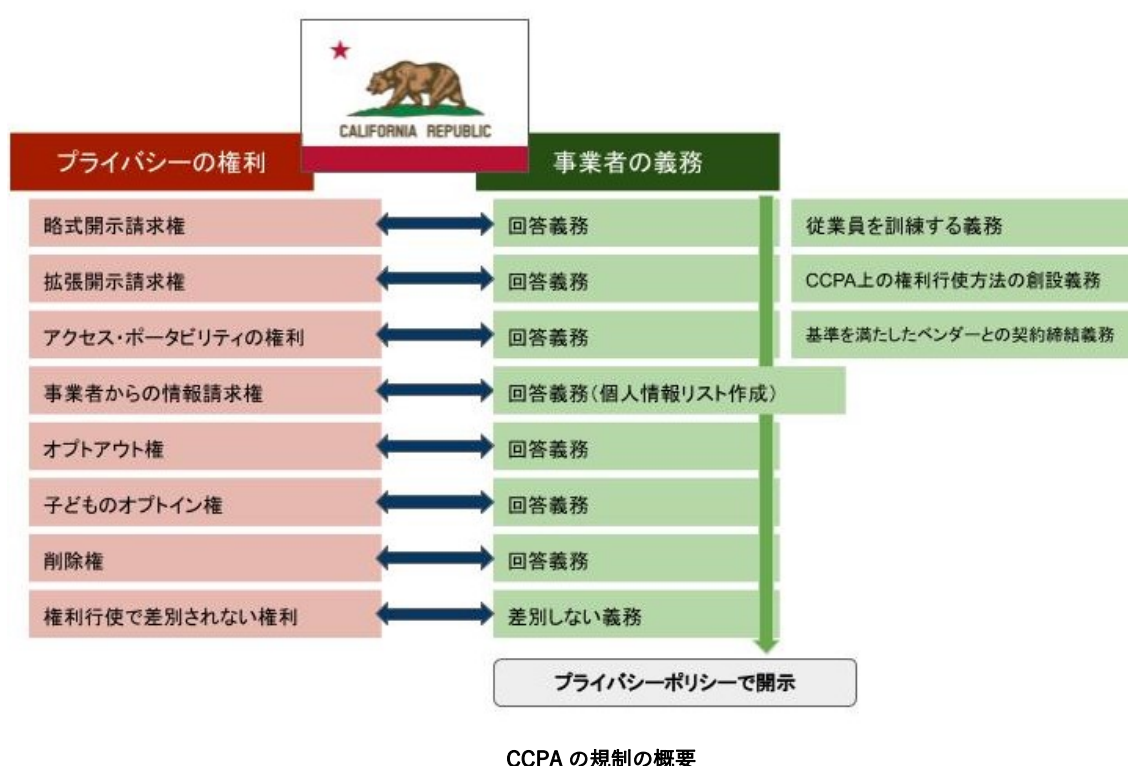 CALIFORNIA REPUBLIC
プライバシーの権利
事業者の義務
略式開示請求権
回答義務
従業員を訓練する義務
拡張開示請求権
回答義務
CCPA上の権利行使方法の創設義務
アクセス・ポータビリティの権利
回答義務
基準を満たしたベンダーとの契約締結義務
事業者からの情報請求権
回答義務(個人情報リスト作成)
オプトアウト権
回答義務
子どものオプトイン権
回答義務
削除権
回答義務
権利行使で差別されない権利
差別しない義務
プライバシーポリシーで開示
CCPA の規制の概要